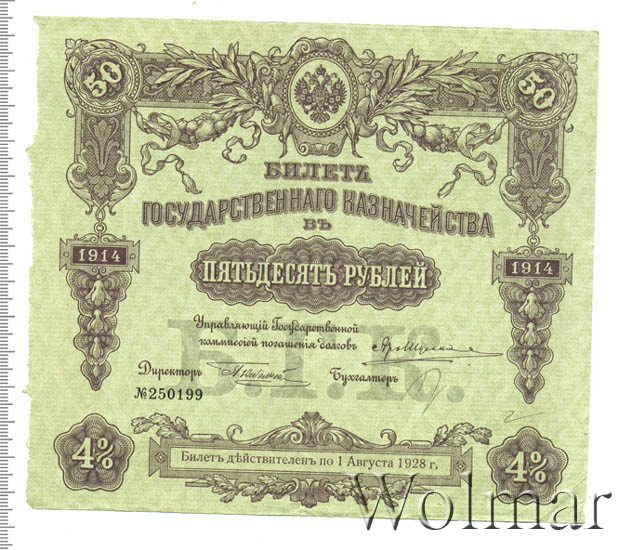 50 50
БИЛЕТЪ
ГОСУДАРСТВЕННАГО КАЗНАЧЕЙСТВА
ВЪ
1914 1914
ПЯТЬДЕСЯТЪ РУБЛЕЙ
Управляющій Государственной
коммиссіей погашенія долговъ
Директоръ Бухгалтеръ
№250199
Б.Г.К.
4% 4%
Билетъ дѣйствителенъ по 1 Августа 1928 г.
Wolmar